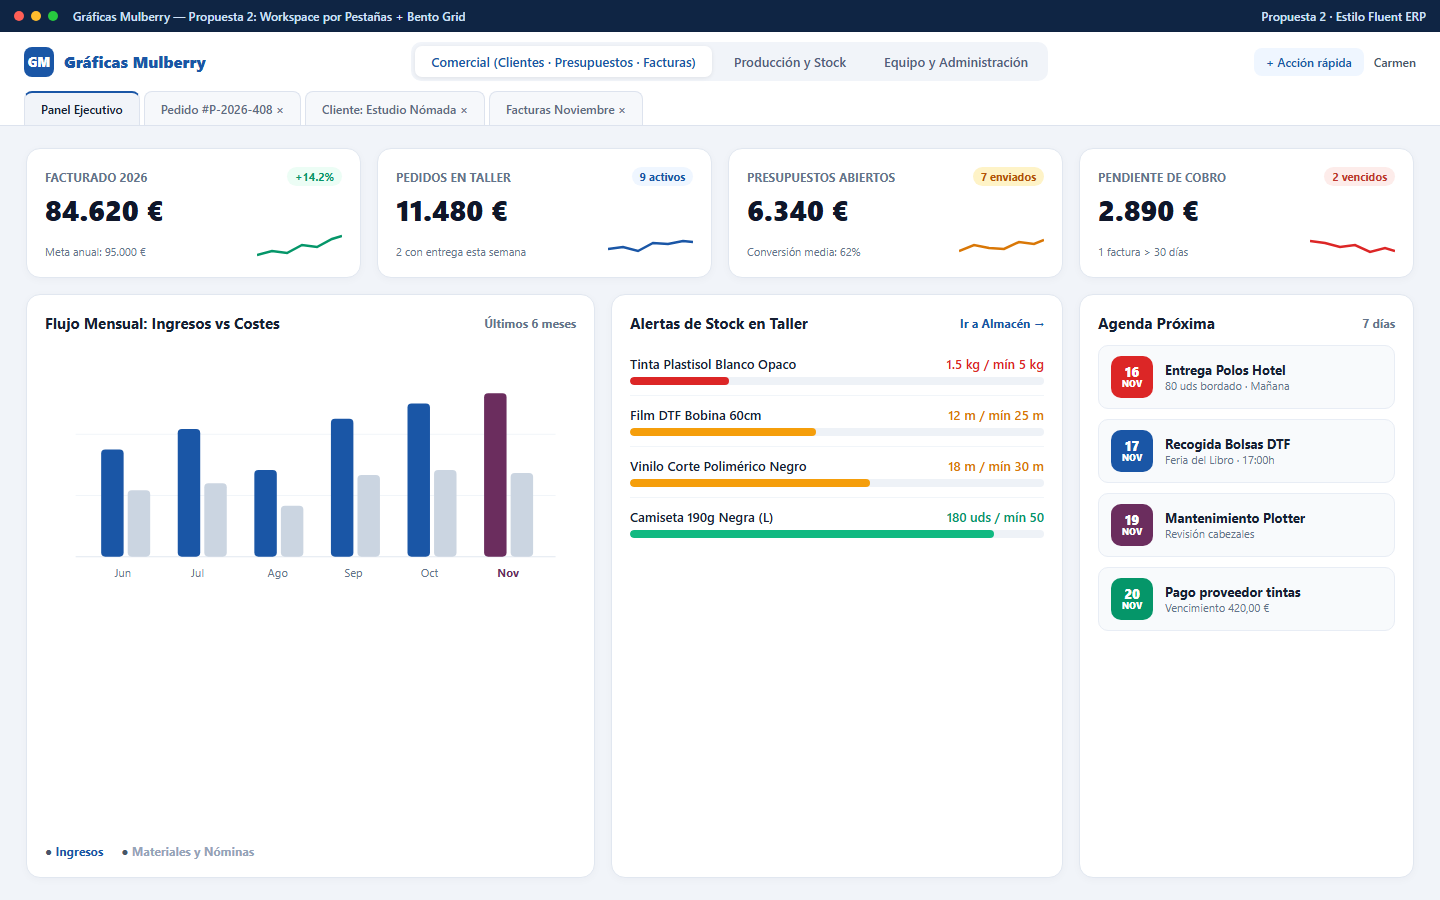 Gráficas Mulberry — Propuesta 2: Workspace por Pestañas + Bento Grid
Propuesta 2 · Estilo Fluent ERP
GM Gráficas Mulberry
Comercial (Clientes · Presupuestos · Facturas)
Producción y Stock
Equipo y Administración
+ Acción rápida
Carmen
Panel Ejecutivo
Pedido #P-2026-408 ×
Cliente: Estudio Nómada ×
Facturas Noviembre ×
FACTURADO 2026
+14.2%
84.620 €
Meta anual: 95.000 €
PEDIDOS EN TALLER
9 activos
11.480 €
2 con entrega esta semana
PRESUPUESTOS ABIERTOS
7 enviados
6.340 €
Conversión media: 62%
PENDIENTE DE COBRO
2 vencidos
2.890 €
1 factura > 30 días
Flujo Mensual: Ingresos vs Costes
Últimos 6 meses
Jun
Jul
Ago
Sep
Oct
Nov
● Ingresos
● Materiales y Nóminas
Alertas de Stock en Taller
Ir a Almacén →
Tinta Plastisol Blanco Opaco
1.5 kg / mín 5 kg
Film DTF Bobina 60cm
12 m / mín 25 m
Vinilo Corte Polimérico Negro
18 m / mín 30 m
Camiseta 190g Negra (L)
180 uds / mín 50
Agenda Próxima
7 días
16
NOV
Entrega Polos Hotel
80 uds bordado · Mañana
17
NOV
Recogida Bolsas DTF
Feria del Libro · 17:00h
19
NOV
Mantenimiento Plotter
Revisión cabezales
20
NOV
Pago proveedor tintas
Vencimiento 420,00 €